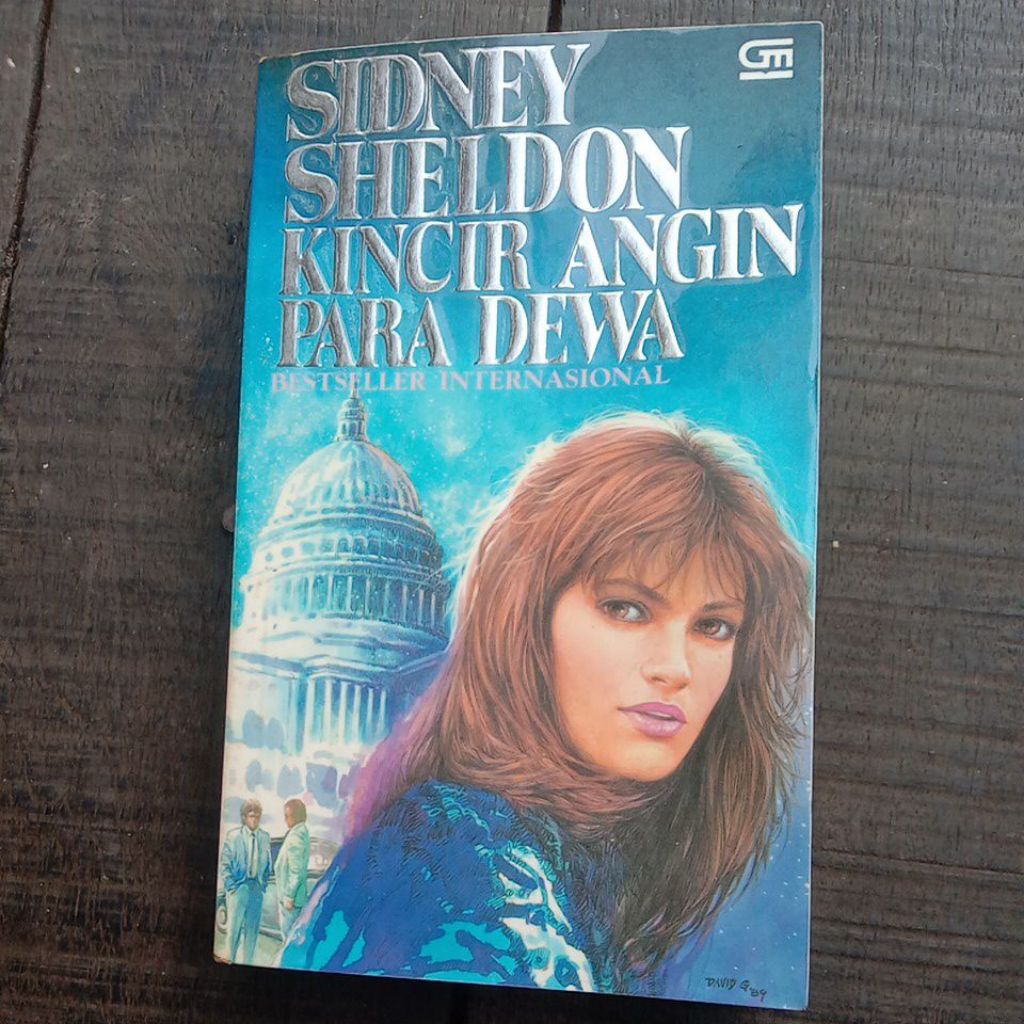 GM
SIDNEY
SHELDON
KINCIR ANGIN
PARA DEWA
BESTSELLER INTERNASIONAL
DAVID G. '89